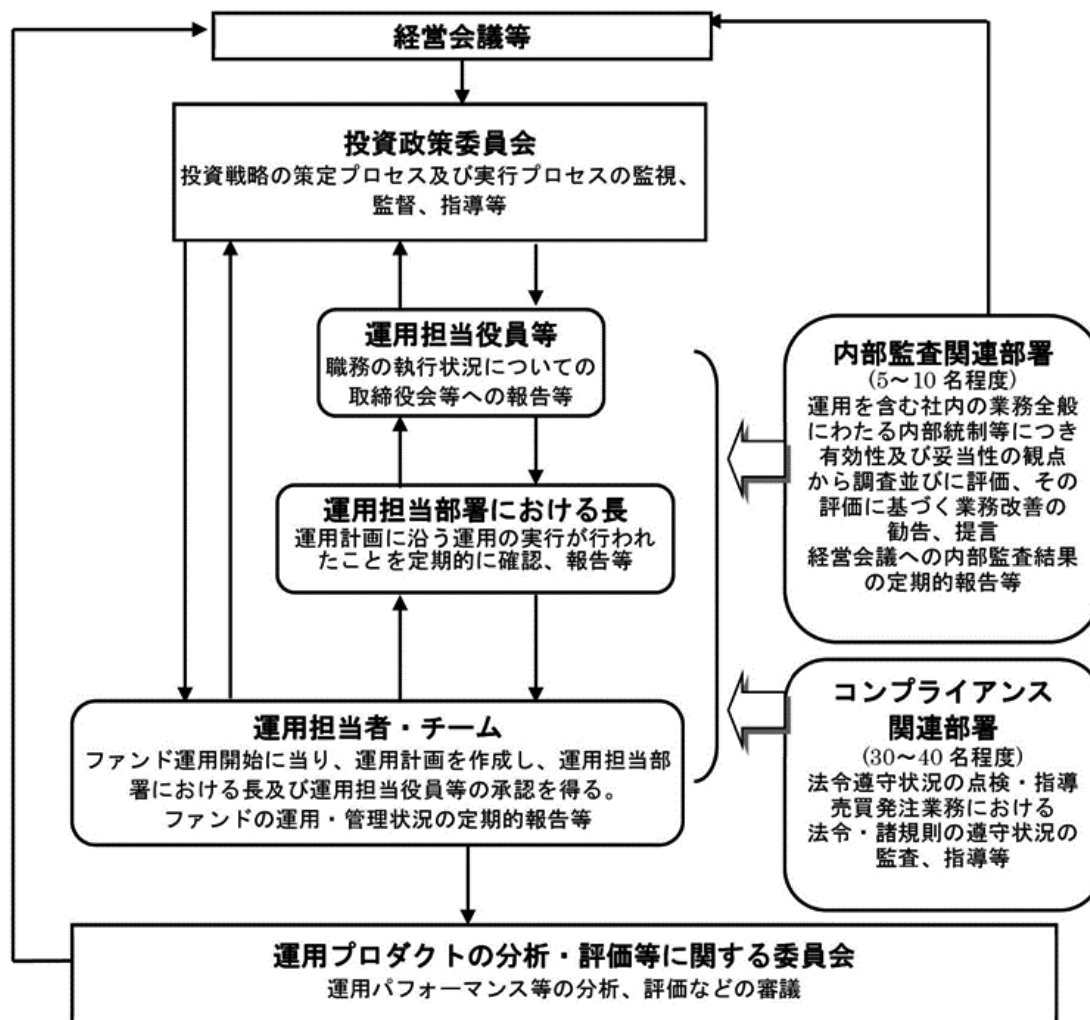 経営会議等
投資政策委員会
投資戦略の策定プロセス及び実行プロセスの監視、
監督、指導等
運用担当役員等
職務の執行状況についての
取締役会等への報告等
運用担当部署における長
運用計画に沿う運用の実行が行われ
たことを定期的に確認、報告等
運用担当者・チーム
ファンド運用開始に当り、運用計画を作成し、運用担当部
署における長及び運用担当役員等の承認を得る。
ファンドの運用・管理状況の定期的報告等
内部監査関連部署
(5～10 名程度)
運用を含む社内の業務全般
にわたる内部統制等につき
有効性及び妥当性の観点
から調査並びに評価、その
評価に基づく業務改善の
勧告、提言
経営会議への内部監査結果
の定期的報告等
コンプライアンス
関連部署
(30～40 名程度)
法令遵守状況の点検・指導
売買発注業務における
法令・諸規則の遵守状況の
監査、指導等
運用プロダクトの分析・評価等に関する委員会
運用パフォーマンス等の分析、評価などの審議